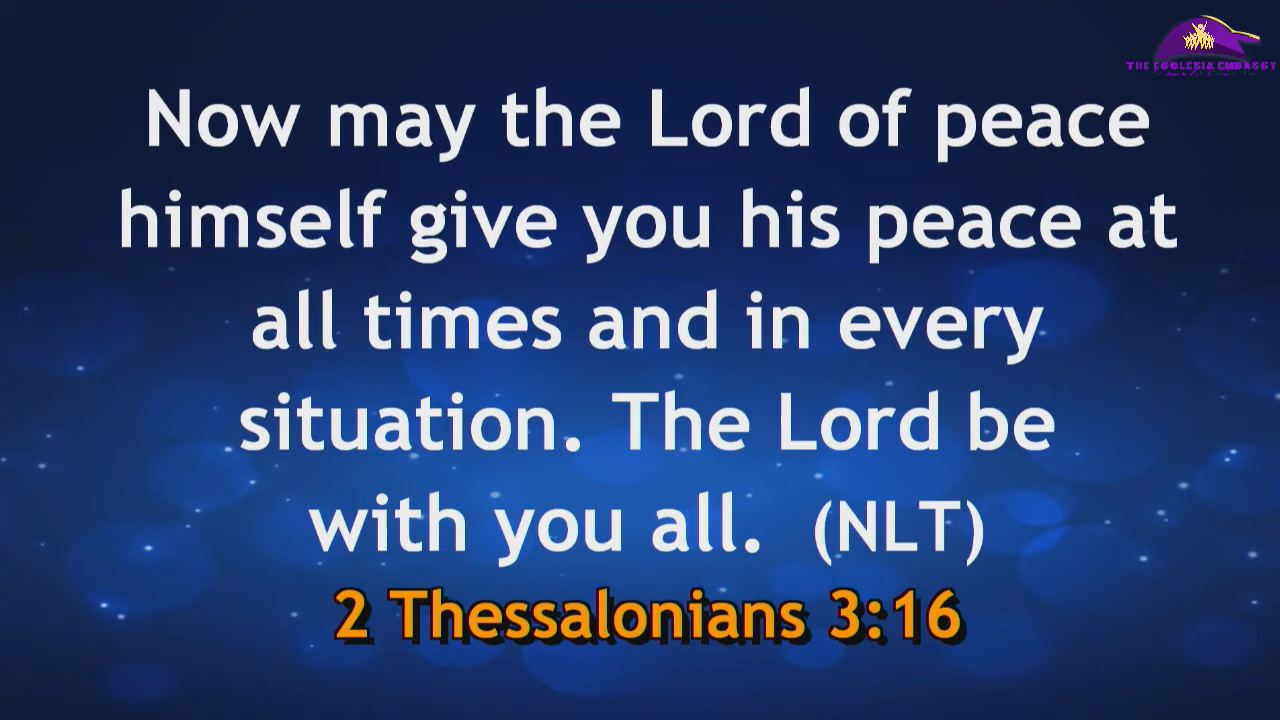 THE ECCLESIA EMBASSY
Now may the Lord of peace
himself give you his peace at
all times and in every
situation. The Lord be
with you all. (NLT)
2 Thessalonians 3:16